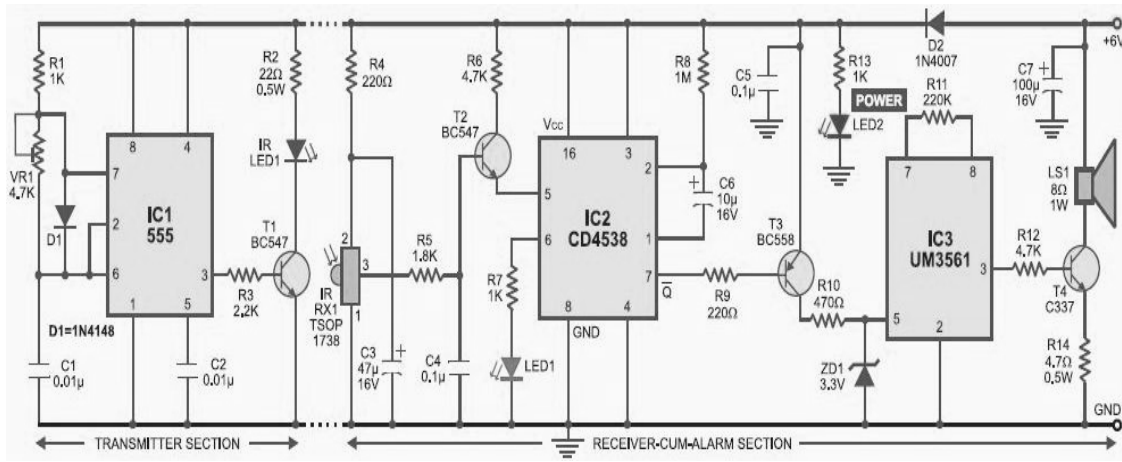 R1
1K
VR1
4.7K
D1
D1=1N4148
C1
0.01µ
8
4
7
2
6
3
1
5
IC1
555
C2
0.01µ
R2
22Ω
0.5W
IR
LED1
T1
BC547
R3
2.2K
R4
220Ω
2
3
1
IR
RX1
TSOP
1738
C3
47µ
16V
+
R5
1.8K
C4
0.1µ
R6
4.7K
T2
BC547
R7
1K
LED1
Vcc
16
3
2
5
6
1
7
Q̅
8
GND
4
IC2
CD4538
R8
1M
+
C6
10µ
16V
R9
220Ω
C5
0.1µ
T3
BC558
R10
470Ω
ZD1
3.3V
R13
1K
POWER
LED2
D2
1N4007
R11
220K
7
8
IC3
UM3561
3
5
2
R12
4.7K
C7
100µ
16V
+
+6V
LS1
8Ω
1W
T4
C337
R14
4.7Ω
0.5W
GND
TRANSMITTER SECTION
RECEIVER-CUM-ALARM SECTION